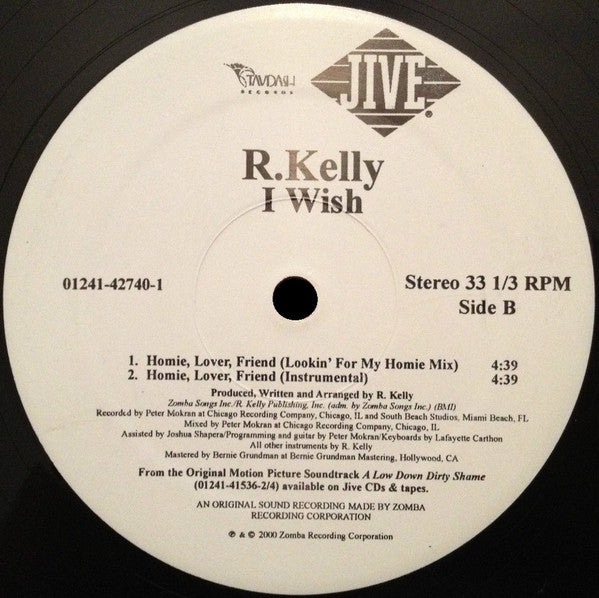 TAVDASH
RECORDS
JIVE®
R.Kelly
I Wish
01241-42740-1
Stereo 33 1/3 RPM
Side B
1. Homie, Lover, Friend (Lookin' For My Homie Mix) 4:39
2. Homie, Lover, Friend (Instrumental) 4:39
Produced, Written and Arranged by R. Kelly
Zomba Songs Inc./R. Kelly Publishing, Inc. (adm. by Zomba Songs Inc.) (BMI)
Recorded by Peter Mokran at Chicago Recording Company, Chicago, IL and South Beach Studios, Miami Beach, FL
Mixed by Peter Mokran at Chicago Recording Company, Chicago, IL
Assisted by Joshua Shapera/Programming and guitar by Peter Mokran/Keyboards by Lafayette Carthon
All other instruments by R. Kelly
Mastered by Bernie Grundman at Bernie Grundman Mastering, Hollywood, CA
From the Original Motion Picture Soundtrack A Low Down Dirty Shame
(01241-41536-2/4) available on Jive CDs & tapes.
AN ORIGINAL SOUND RECORDING MADE BY ZOMBA
RECORDING CORPORATION
℗ & © 2000 Zomba Recording Corporation